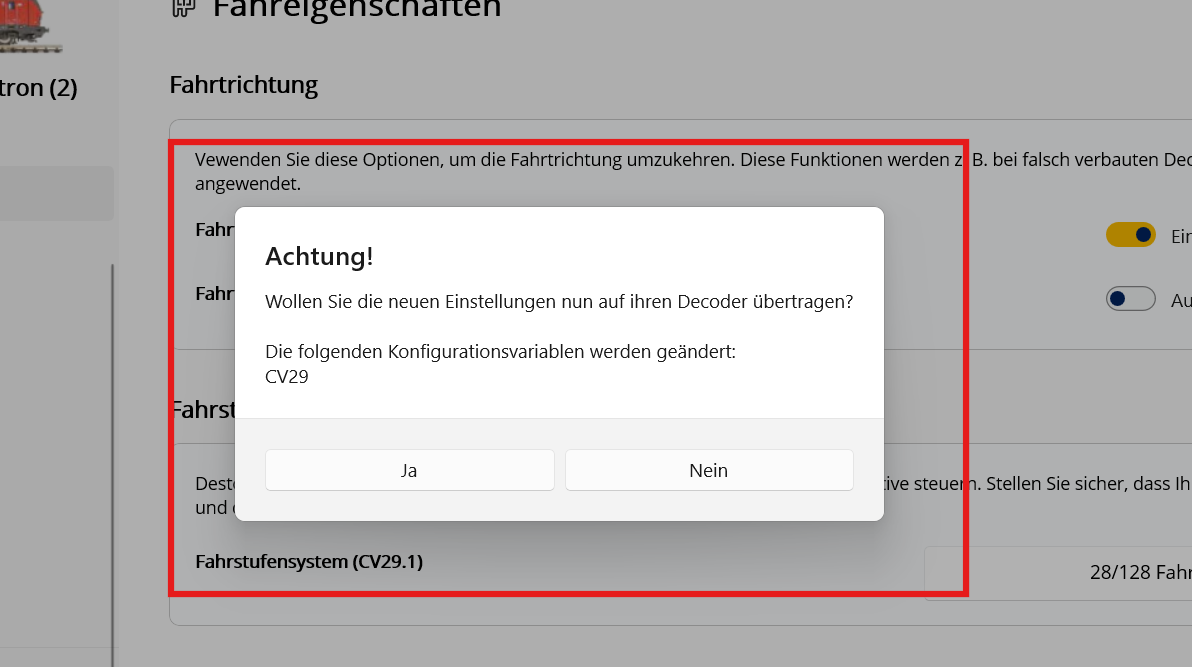 Fahreigenschaften
tron (2)
Fahrtrichtung
Vewenden Sie diese Optionen, um die Fahrtrichtung umzukehren. Diese Funktionen werden z. B. bei falsch verbauten Dec
angewendet.
Fahr
Ein
Fahr
Au
Achtung!
Wollen Sie die neuen Einstellungen nun auf ihren Decoder übertragen?
Die folgenden Konfigurationsvariablen werden geändert:
CV29
Ja
Nein
Fahrst
Dest
tive steuern. Stellen Sie sicher, dass Ih
und
Fahrstufensystem (CV29.1)
28/128 Fahr